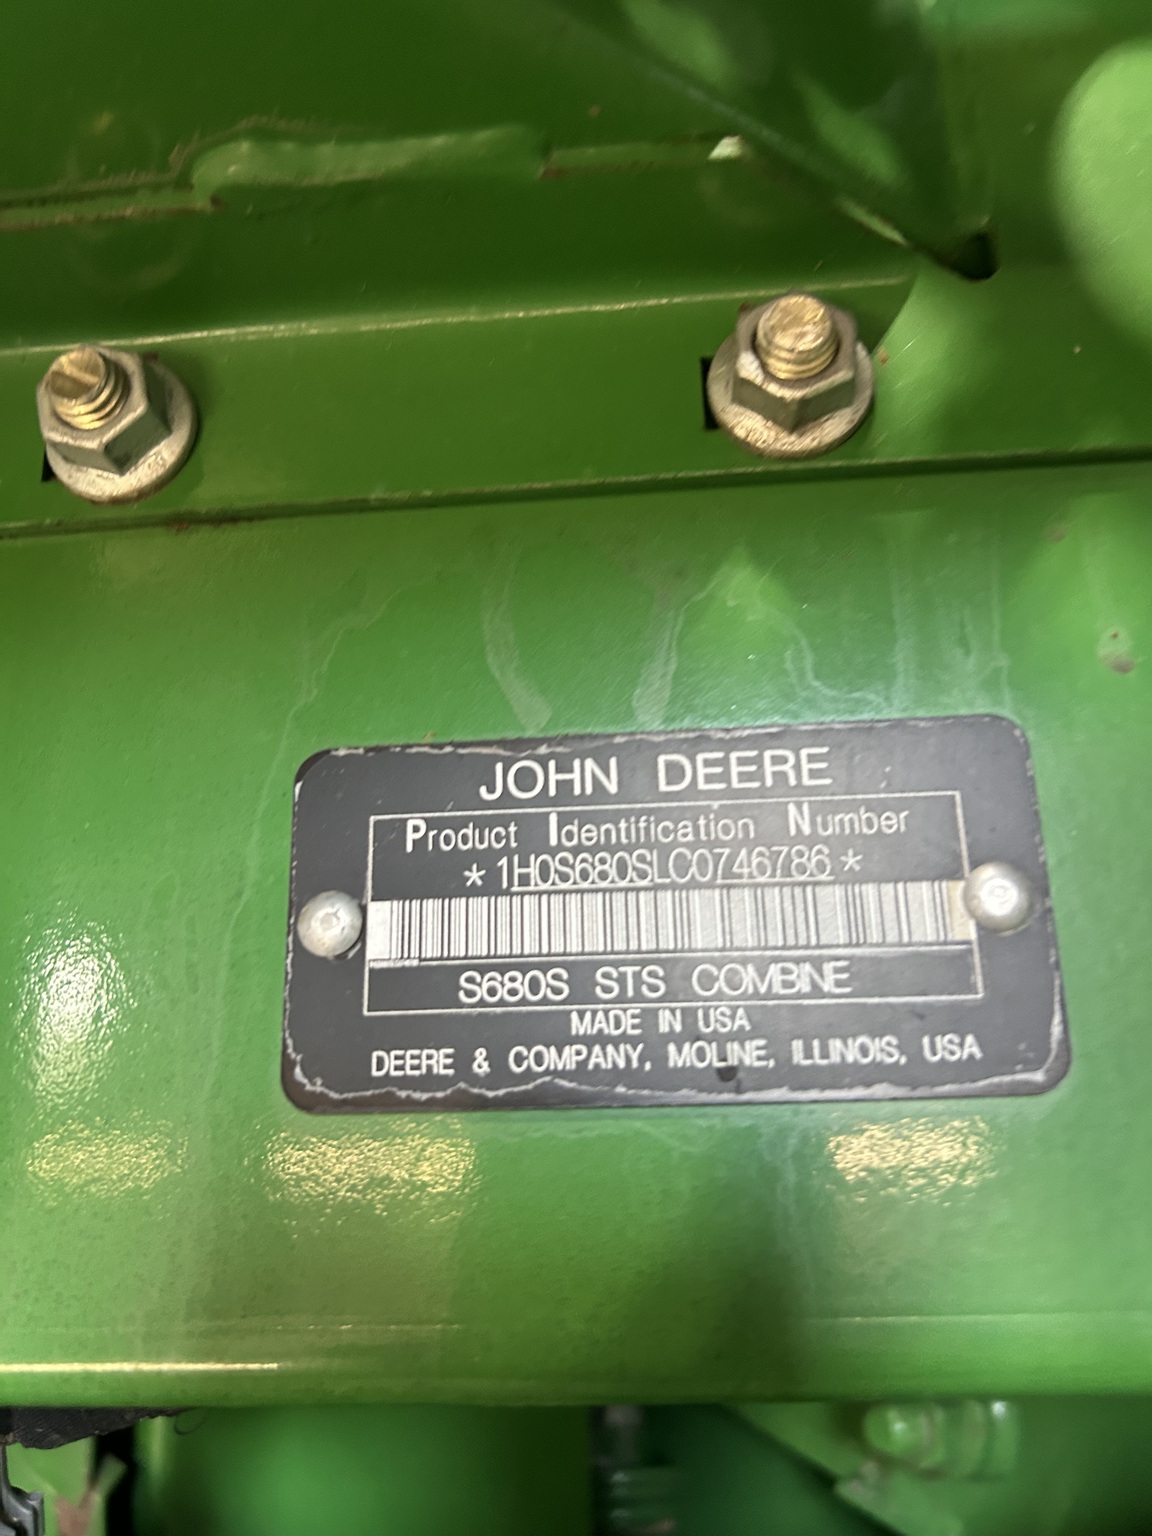 JOHN DEERE
Product Identification Number
*1H0S680SLC0746786*
S680S STS COMBINE
MADE IN USA
DEERE & COMPANY, MOLINE, ILLINOIS, USA